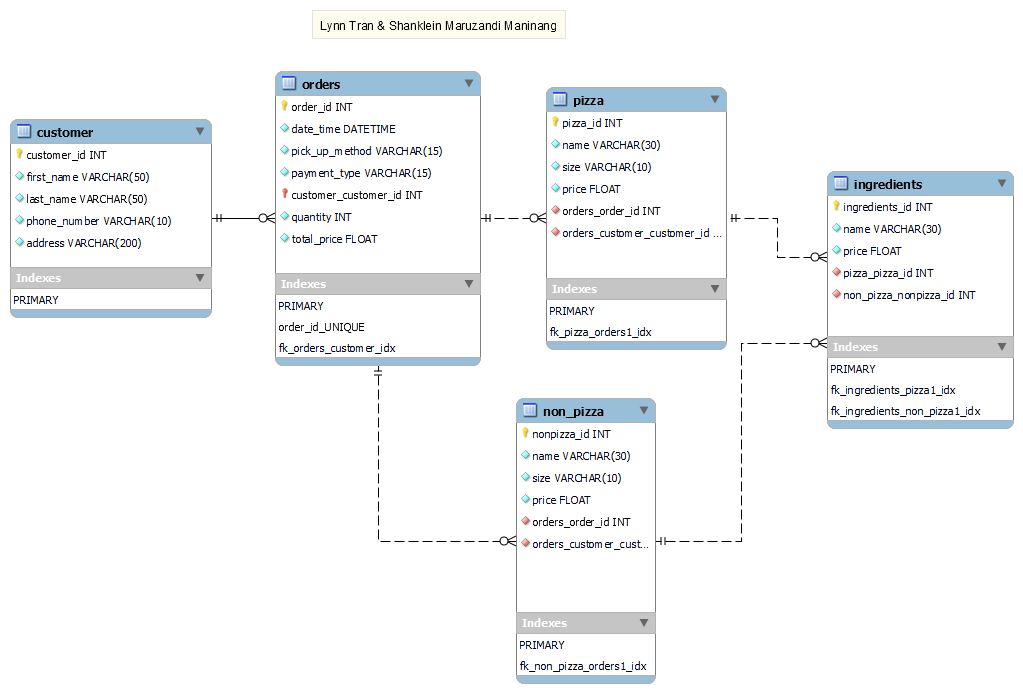 Lynn Tran & Shanklein Maruzandi Maninang
customer
customer_id INT
first_name VARCHAR(50)
last_name VARCHAR(50)
phone_number VARCHAR(10)
address VARCHAR(200)
Indexes
PRIMARY
orders
order_id INT
date_time DATETIME
pick_up_method VARCHAR(15)
payment_type VARCHAR(15)
customer_customer_id INT
quantity INT
total_price FLOAT
Indexes
PRIMARY
order_id_UNIQUE
fk_orders_customer_idx
pizza
pizza_id INT
name VARCHAR(30)
size VARCHAR(10)
price FLOAT
orders_order_id INT
orders_customer_customer_id ...
Indexes
PRIMARY
fk_pizza_orders1_idx
non_pizza
nonpizza_id INT
name VARCHAR(30)
size VARCHAR(10)
price FLOAT
orders_order_id INT
orders_customer_cust...
Indexes
PRIMARY
fk_non_pizza_orders1_idx
ingredients
ingredients_id INT
name VARCHAR(30)
price FLOAT
pizza_pizza_id INT
non_pizza_nonpizza_id INT
Indexes
PRIMARY
fk_ingredients_pizza1_idx
fk_ingredients_non_pizza1_idx